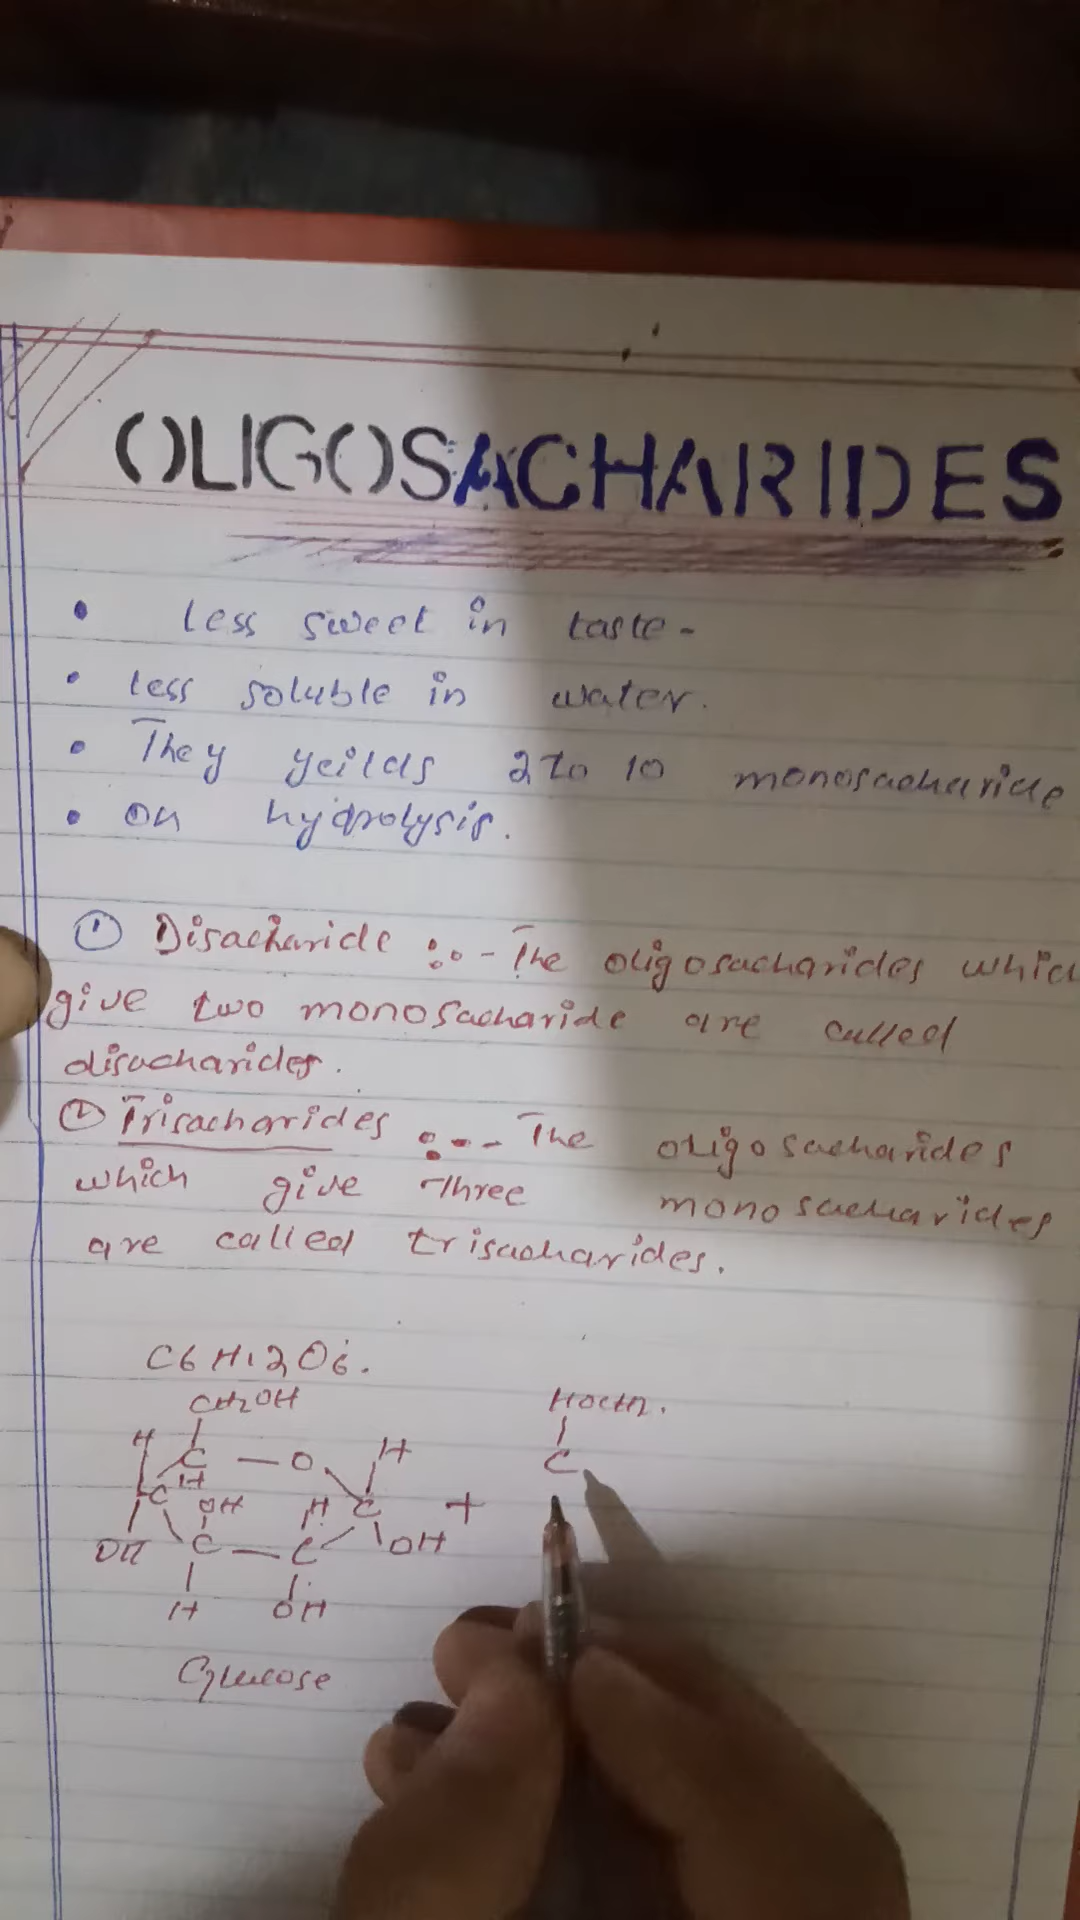 OLIGOSACHARIDES
• less sweet in taste -
• less soluble in water.
• They yeilds 2 to 10 monosacharide
• on hydrolysis.
① Disacharide :- The oligosacharides which
give two monosacharide are called
disacharides.
② Trisacharides :-- The oligosacharides
which give three monosacharides
are called trisacharides.
C6H12O6.
CH2OH HOCH2.
H C — O H C
C H OH H C +
OH C — C OH
H OH
Glucose